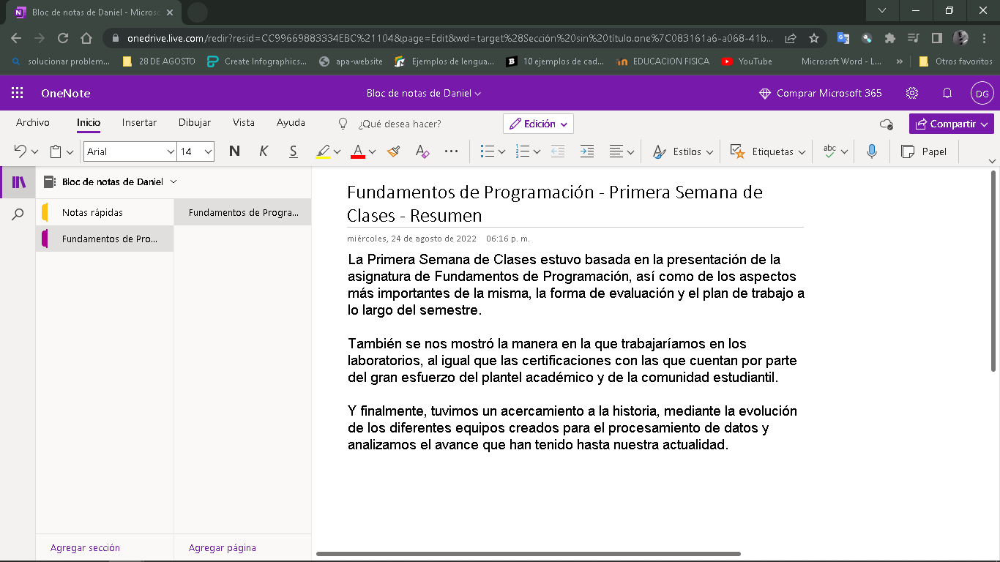 Bloc de notas de Daniel - Microso
onedrive.live.com/redir?resid=CC99669883334EBC%21104&page=Edit&wd=target%28Sección%20sin%20título.one%7C083161a6-a068-41b...
solucionar problem... 28 DE AGOSTO Create Infographics... apa-website Ejemplos de lengua... 10 ejemplos de cad... EDUCACION FISICA YouTube Microsoft Word - L... » Otros favoritos
OneNote Bloc de notas de Daniel Comprar Microsoft 365 DG
Archivo Inicio Insertar Dibujar Vista Ayuda ¿Qué desea hacer? Edición Compartir
Arial 14 N K S A A ... Estilos Etiquetas abc Papel
Bloc de notas de Daniel
Notas rápidas
Fundamentos de Pro...
Fundamentos de Progra...
Fundamentos de Programación - Primera Semana de
Clases - Resumen
miércoles, 24 de agosto de 2022 06:16 p. m.
La Primera Semana de Clases estuvo basada en la presentación de la
asignatura de Fundamentos de Programación, así como de los aspectos
más importantes de la misma, la forma de evaluación y el plan de trabajo a
lo largo del semestre.
También se nos mostró la manera en la que trabajaríamos en los
laboratorios, al igual que las certificaciones con las que cuentan por parte
del gran esfuerzo del plantel académico y de la comunidad estudiantil.
Y finalmente, tuvimos un acercamiento a la historia, mediante la evolución
de los diferentes equipos creados para el procesamiento de datos y
analizamos el avance que han tenido hasta nuestra actualidad.
Agregar sección Agregar página